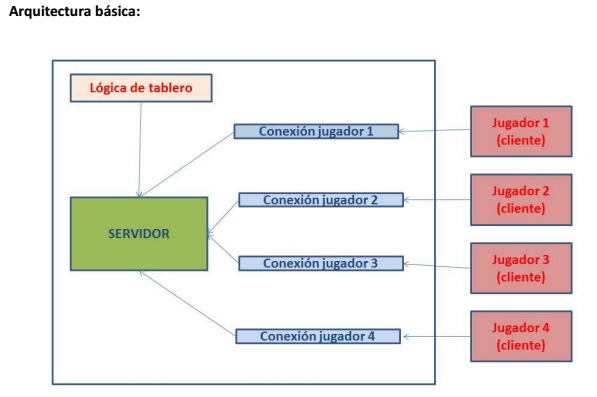 Arquitectura básica:
Lógica de tablero
Conexión jugador 1
Jugador 1
(cliente)
Conexión jugador 2
Jugador 2
(cliente)
SERVIDOR
Conexión jugador 3
Jugador 3
(cliente)
Conexión jugador 4
Jugador 4
(cliente)